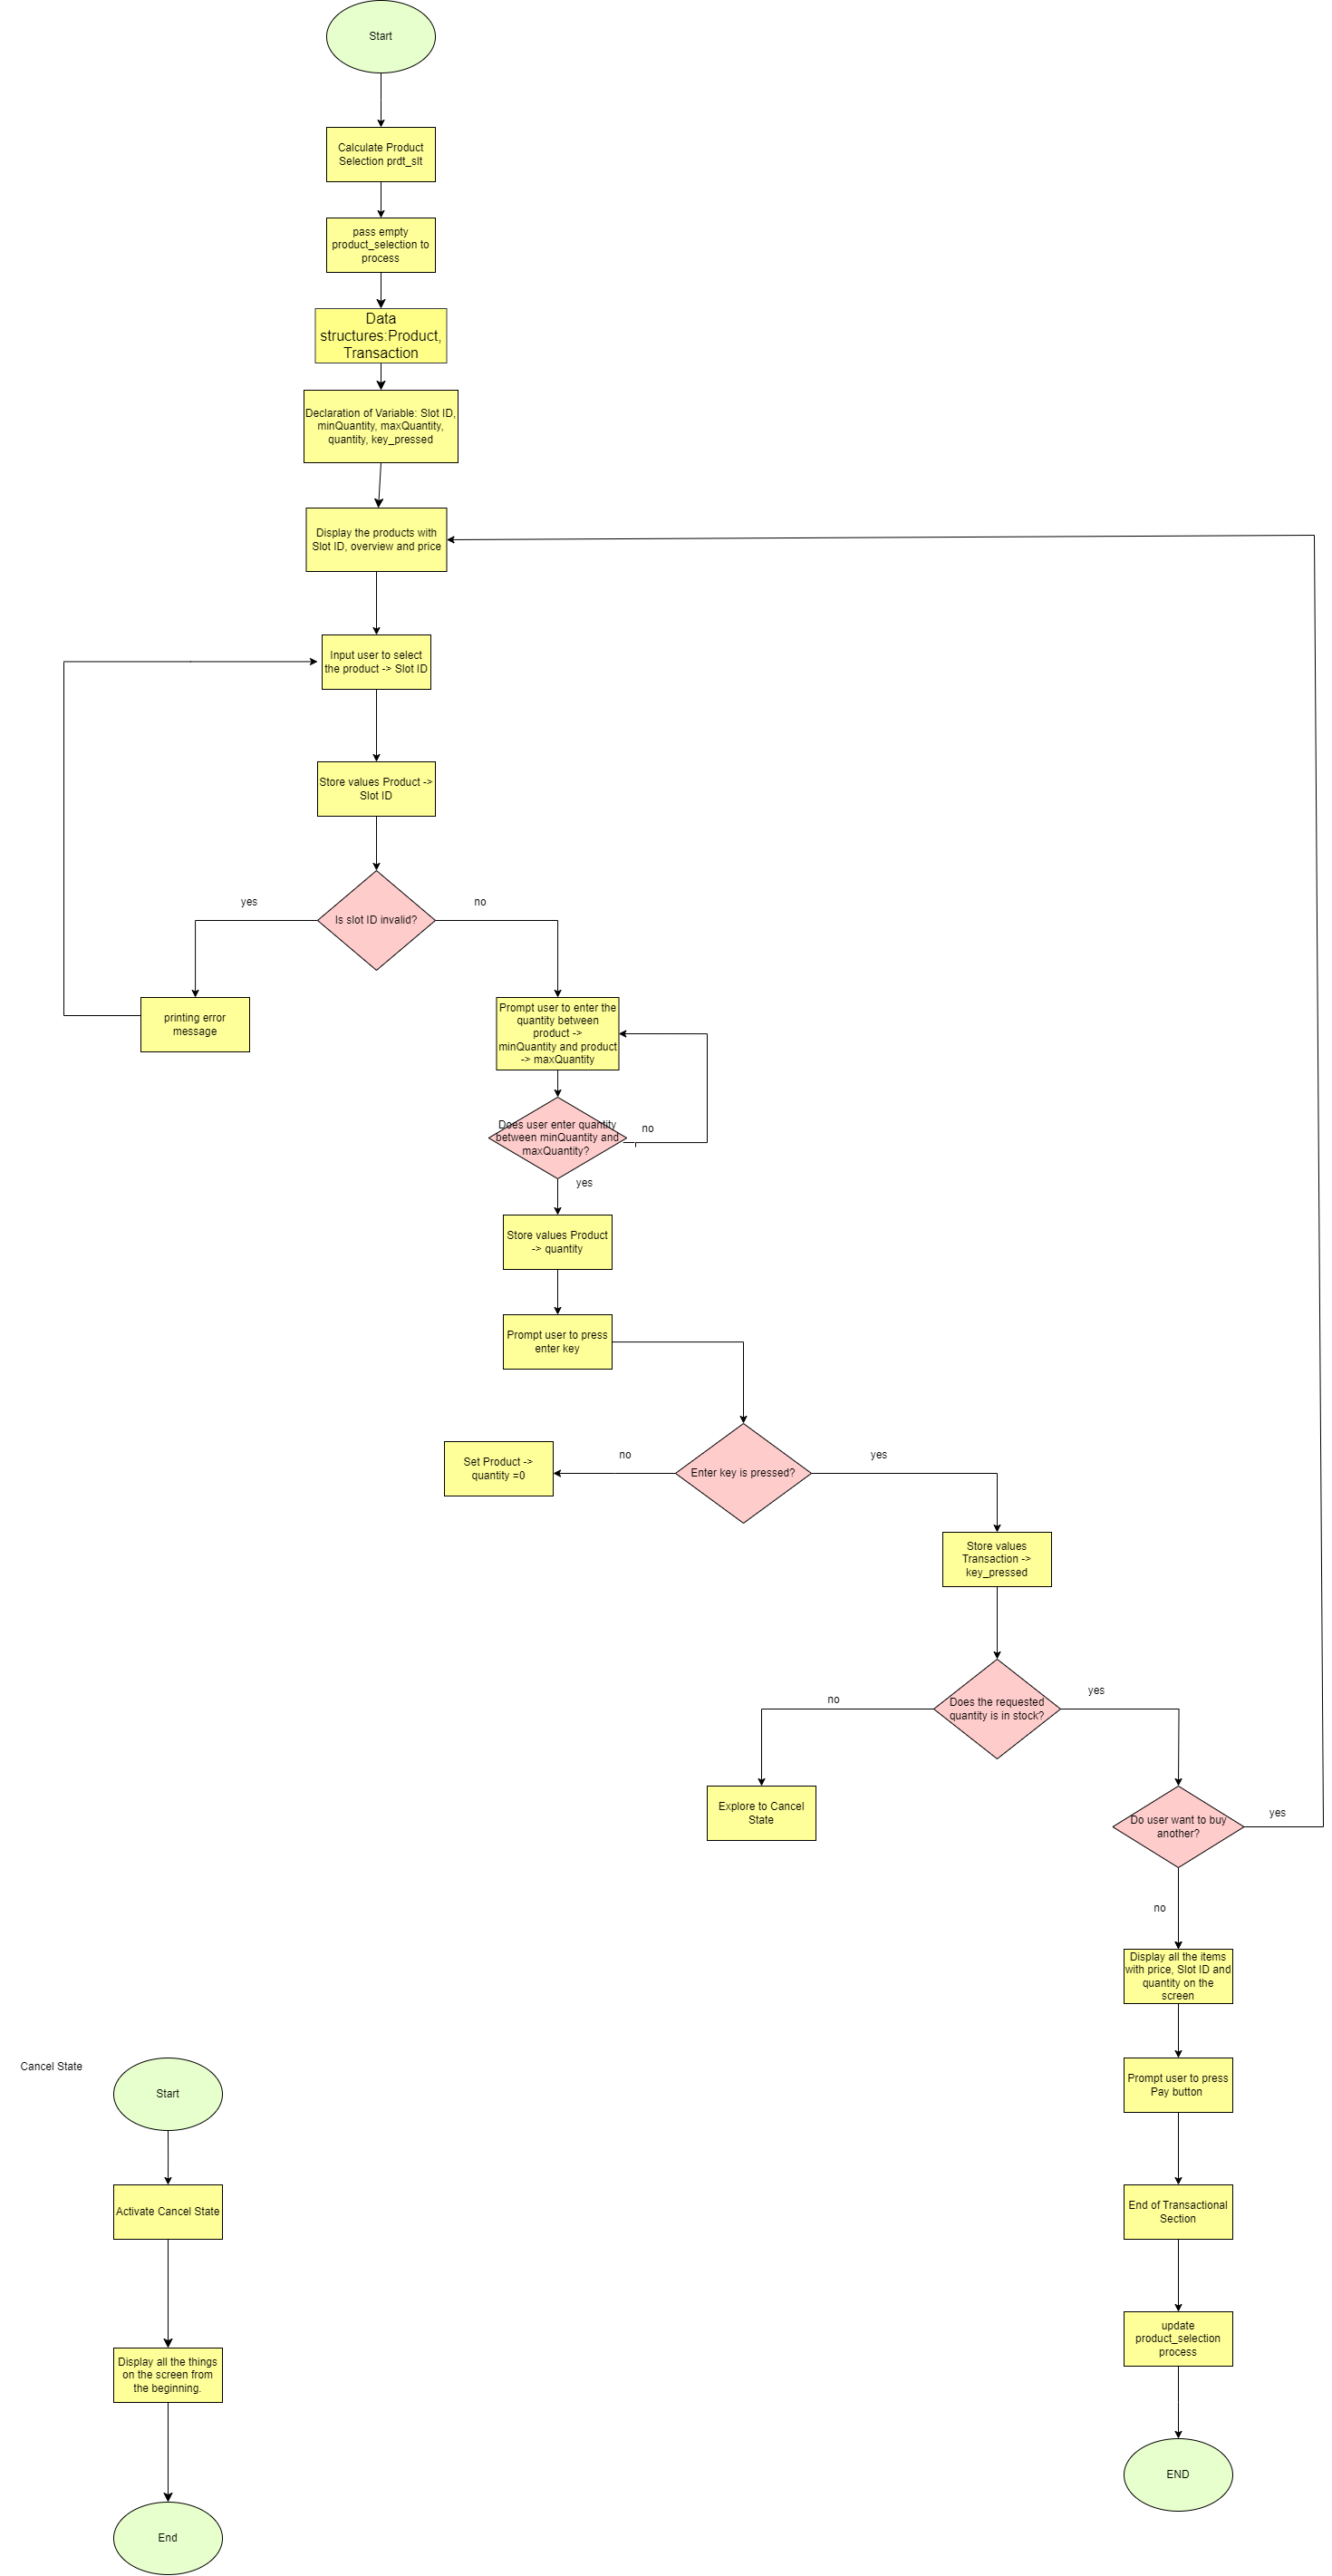 Start
Calculate Product
Selection prdt_slt
pass empty
product_selection to
process
Data
structures:Product,
Transaction
Declaration of Variable: Slot ID,
minQuantity, maxQuantity,
quantity, key_pressed
Display the products with
Slot ID, overview and price
Input user to select
the product -> Slot ID
Store values Product ->
Slot ID
Is slot ID invalid?
yes
no
printing error
message
Prompt user to enter the
quantity between
product ->
minQuantity and product
-> maxQuantity
Does user enter quantity
between minQuantity and
maxQuantity?
no
yes
Store values Product
-> quantity
Prompt user to press
enter key
Enter key is pressed?
no
yes
Set Product ->
quantity =0
Store values
Transaction ->
key_pressed
Does the requested
quantity is in stock?
no
yes
Explore to Cancel
State
Do user want to buy
another?
yes
no
Display all the items
with price, Slot ID and
quantity on the
screen
Prompt user to press
Pay button
End of Transactional
Section
update
product_selection
process
END
Cancel State
Start
Activate Cancel State
Display all the things
on the screen from
the beginning.
End